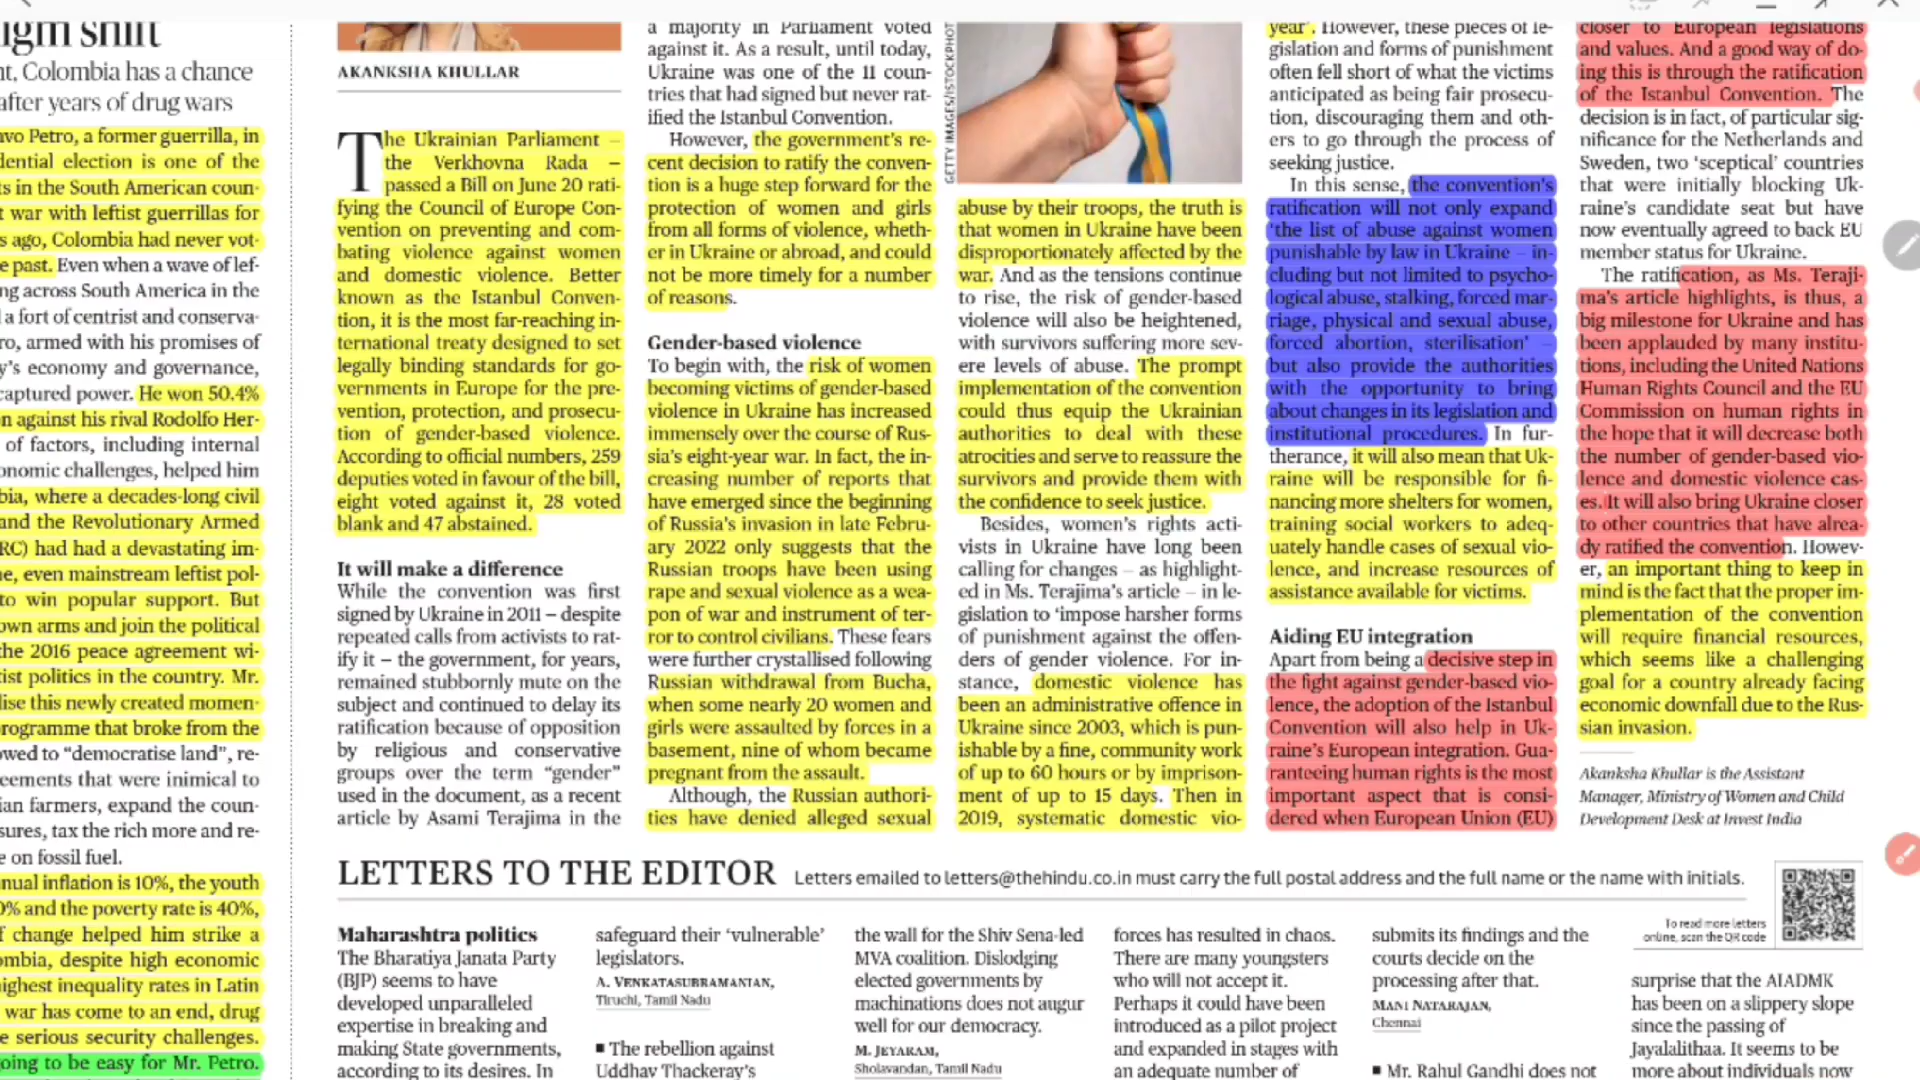 igm shift
nt, Colombia has a chance
after years of drug wars
avo Petro, a former guerrilla, in
dential election is one of the
ts in the South American coun-
t war with leftist guerrillas for
s ago, Colombia had never vot-
e past. Even when a wave of lef-
ng across South America in the
l a fort of centrist and conserva-
ro, armed with his promises of
y's economy and governance,
captured power. He won 50.4%
n against his rival Rodolfo Her-
of factors, including internal
onomic challenges, helped him
bia, where a decades-long civil
and the Revolutionary Armed
RC) had had a devastating im-
ne, even mainstream leftist pol-
to win popular support. But
own arms and join the political
the 2016 peace agreement wi-
tist politics in the country. Mr.
lise this newly created momen-
programme that broke from the
owed to “democratise land”, re-
eements that were inimical to
ian farmers, expand the coun-
sures, tax the rich more and re-
e on fossil fuel.
nual inflation is 10%, the youth
0% and the poverty rate is 40%,
f change helped him strike a
ombia, despite high economic
highest inequality rates in Latin
war has come to an end, drug
e serious security challenges.
going to be easy for Mr. Petro.
AKANKSHA KHULLAR
The Ukrainian Parliament –
the Verkhovna Rada –
passed a Bill on June 20 rati-
fying the Council of Europe Con-
vention on preventing and com-
bating violence against women
and domestic violence. Better
known as the Istanbul Conven-
tion, it is the most far-reaching in-
ternational treaty designed to set
legally binding standards for go-
vernments in Europe for the pre-
vention, protection, and prosecu-
tion of gender-based violence.
According to official numbers, 259
deputies voted in favour of the bill,
eight voted against it, 28 voted
blank and 47 abstained.
It will make a difference
While the convention was first
signed by Ukraine in 2011 – despite
repeated calls from activists to rat-
ify it – the government, for years,
remained stubbornly mute on the
subject and continued to delay its
ratification because of opposition
by religious and conservative
groups over the term “gender”
used in the document, as a recent
article by Asami Terajima in the
a majority in Parliament voted
against it. As a result, until today,
Ukraine was one of the 11 coun-
tries that had signed but never rat-
ified the Istanbul Convention.
However, the government's re-
cent decision to ratify the conven-
tion is a huge step forward for the
protection of women and girls
from all forms of violence, wheth-
er in Ukraine or abroad, and could
not be more timely for a number
of reasons.
Gender-based violence
To begin with, the risk of women
becoming victims of gender-based
violence in Ukraine has increased
immensely over the course of Rus-
sia's eight-year war. In fact, the in-
creasing number of reports that
have emerged since the beginning
of Russia's invasion in late Febru-
ary 2022 only suggests that the
Russian troops have been using
rape and sexual violence as a wea-
pon of war and instrument of ter-
ror to control civilians. These fears
were further crystallised following
Russian withdrawal from Bucha,
when some nearly 20 women and
girls were assaulted by forces in a
basement, nine of whom became
pregnant from the assault.
Although, the Russian authori-
ties have denied alleged sexual
GETTY IMAGES/ISTOCKPHOT
abuse by their troops, the truth is
that women in Ukraine have been
disproportionately affected by the
war. And as the tensions continue
to rise, the risk of gender-based
violence will also be heightened,
with survivors suffering more sev-
ere levels of abuse. The prompt
implementation of the convention
could thus equip the Ukrainian
authorities to deal with these
atrocities and serve to reassure the
survivors and provide them with
the confidence to seek justice.
Besides, women's rights acti-
vists in Ukraine have long been
calling for changes – as highlight-
ed in Ms. Terajima's article – in le-
gislation to ‘impose harsher forms
of punishment against the offen-
ders of gender violence. For in-
stance, domestic violence has
been an administrative offence in
Ukraine since 2003, which is pun-
ishable by a fine, community work
of up to 60 hours or by imprison-
ment of up to 15 days. Then in
2019, systematic domestic vio-
year’. However, these pieces of le-
gislation and forms of punishment
often fell short of what the victims
anticipated as being fair prosecu-
tion, discouraging them and oth-
ers to go through the process of
seeking justice.
In this sense, the convention's
ratification will not only expand
‘the list of abuse against women
punishable by law in Ukraine – in-
cluding but not limited to psycho-
logical abuse, stalking, forced mar-
riage, physical and sexual abuse,
forced abortion, sterilisation’ –
but also provide the authorities
with the opportunity to bring
about changes in its legislation and
institutional procedures. In fur-
therance, it will also mean that Uk-
raine will be responsible for fi-
nancing more shelters for women,
training social workers to adeq-
uately handle cases of sexual vio-
lence, and increase resources of
assistance available for victims.
Aiding EU integration
Apart from being a decisive step in
the fight against gender-based vio-
lence, the adoption of the Istanbul
Convention will also help in Uk-
raine's European integration. Gua-
ranteeing human rights is the most
important aspect that is consi-
dered when European Union (EU)
closer to European legislations
and values. And a good way of do-
ing this is through the ratification
of the Istanbul Convention. The
decision is in fact, of particular sig-
nificance for the Netherlands and
Sweden, two ‘sceptical’ countries
that were initially blocking Uk-
raine's candidate seat but have
now eventually agreed to back EU
member status for Ukraine.
The ratification, as Ms. Teraji-
ma's article highlights, is thus, a
big milestone for Ukraine and has
been applauded by many institu-
tions, including the United Nations
Human Rights Council and the EU
Commission on human rights in
the hope that it will decrease both
the number of gender-based vio-
lence and domestic violence cas-
es. It will also bring Ukraine closer
to other countries that have alrea-
dy ratified the convention. Howev-
er, an important thing to keep in
mind is the fact that the proper im-
plementation of the convention
will require financial resources,
which seems like a challenging
goal for a country already facing
economic downfall due to the Rus-
sian invasion.
Akanksha Khullar is the Assistant
Manager, Ministry of Women and Child
Development Desk at Invest India
LETTERS TO THE EDITOR Letters emailed to letters@thehindu.co.in must carry the full postal address and the full name or the name with initials.
To read more letters
online, scan the QR code
Maharashtra politics
The Bharatiya Janata Party
(BJP) seems to have
developed unparalleled
expertise in breaking and
making State governments,
according to its desires. In
safeguard their ‘vulnerable’
legislators.
A. VENKATASUBRAMANIAN,
Tiruchi, Tamil Nadu
■ The rebellion against
Uddhav Thackeray's
the wall for the Shiv Sena-led
MVA coalition. Dislodging
elected governments by
machinations does not augur
well for our democracy.
M. JEYARAM,
Sholavandan, Tamil Nadu
forces has resulted in chaos.
There are many youngsters
who will not accept it.
Perhaps it could have been
introduced as a pilot project
and expanded in stages with
an adequate number of
submits its findings and the
courts decide on the
processing after that.
MANI NATARAJAN,
Chennai
■ Mr. Rahul Gandhi does not
surprise that the AIADMK
has been on a slippery slope
since the passing of
Jayalalithaa. It seems to be
more about individuals now